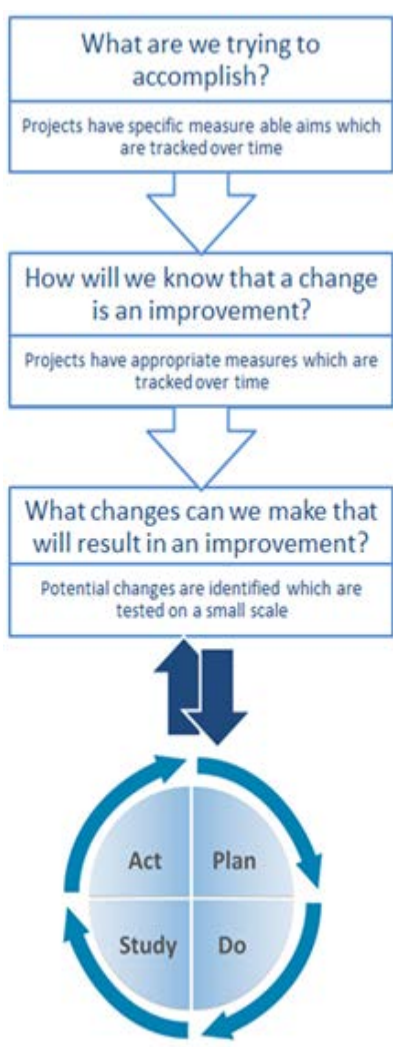 What are we trying to
accomplish?
Projects have specific measure able aims which
are tracked over time
How will we know that a change
is an improvement?
Projects have appropriate measures which are
tracked over time
What changes can we make that
will result in an improvement?
Potential changes are identified which are
tested on a small scale
Act Plan
Study Do